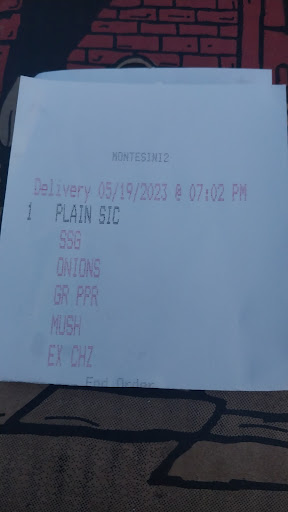 MONTESINI2
Delivery 05/19/2023 @ 07:02 PM
1 PLAIN SIC
SSG
ONIONS
GR PPR
MUSH
EX CHZ
End Order